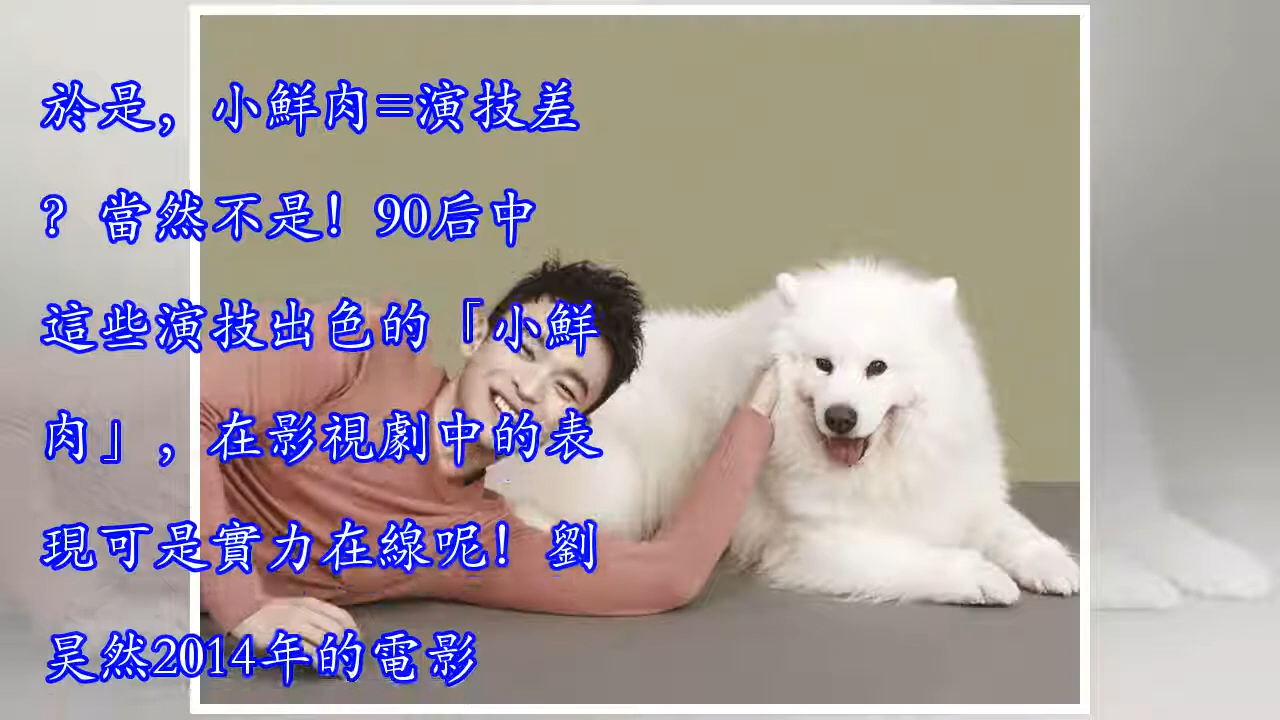 於是，小鮮肉=演技差
？當然不是！90后中
這些演技出色的「小鮮
肉」，在影視劇中的表
現可是實力在線呢！劉
昊然2014年的電影